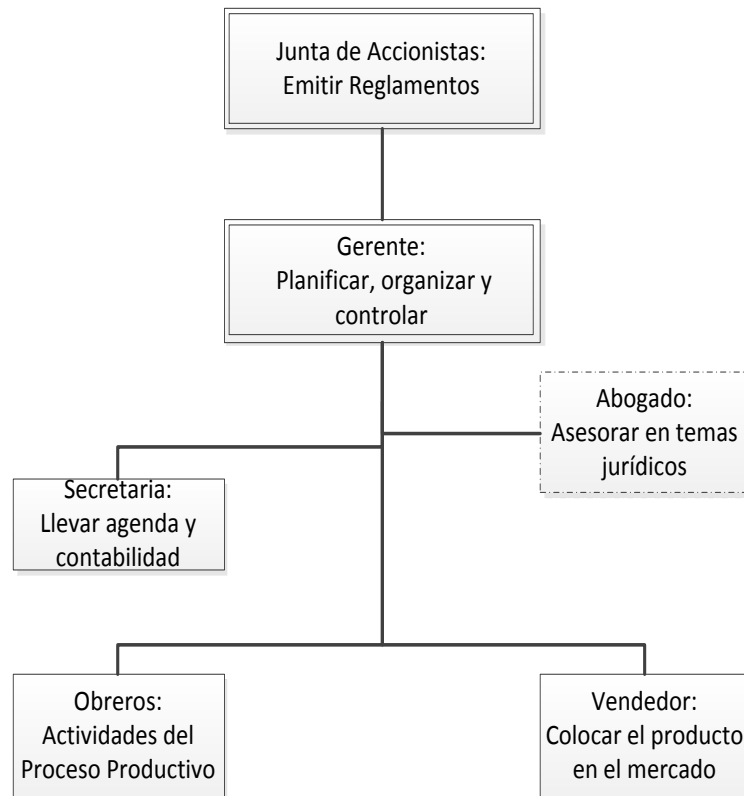 Junta de Accionistas:
Emitir Reglamentos
Gerente:
Planificar, organizar y
controlar
Abogado:
Asesorar en temas
jurídicos
Secretaria:
Llevar agenda y
contabilidad
Obreros:
Actividades del
Proceso Productivo
Vendedor:
Colocar el producto
en el mercado